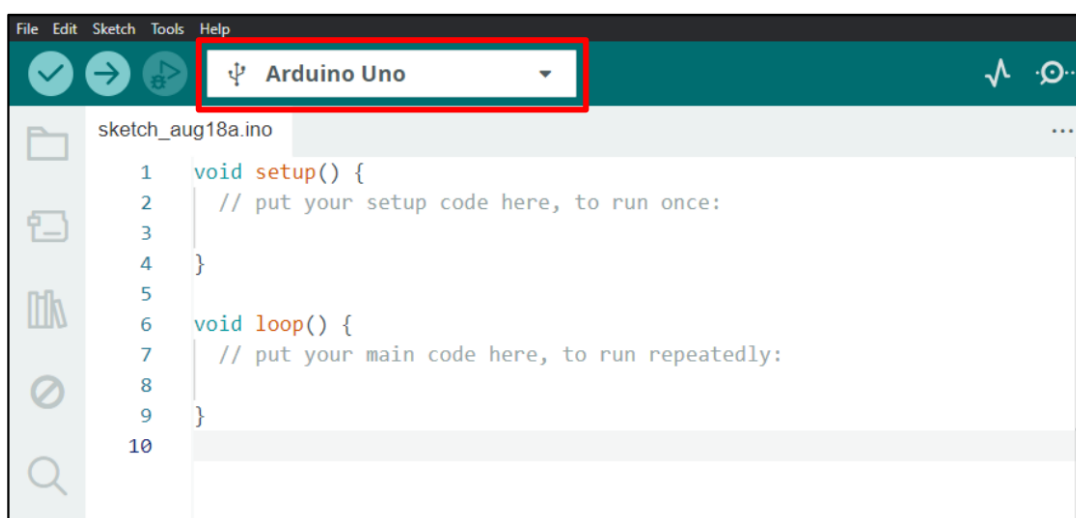 File Edit Sketch Tools Help
Arduino Uno
sketch_aug18a.ino
...
1 void setup() {
2 // put your setup code here, to run once:
3
4 }
5
6 void loop() {
7 // put your main code here, to run repeatedly:
8
9 }
10